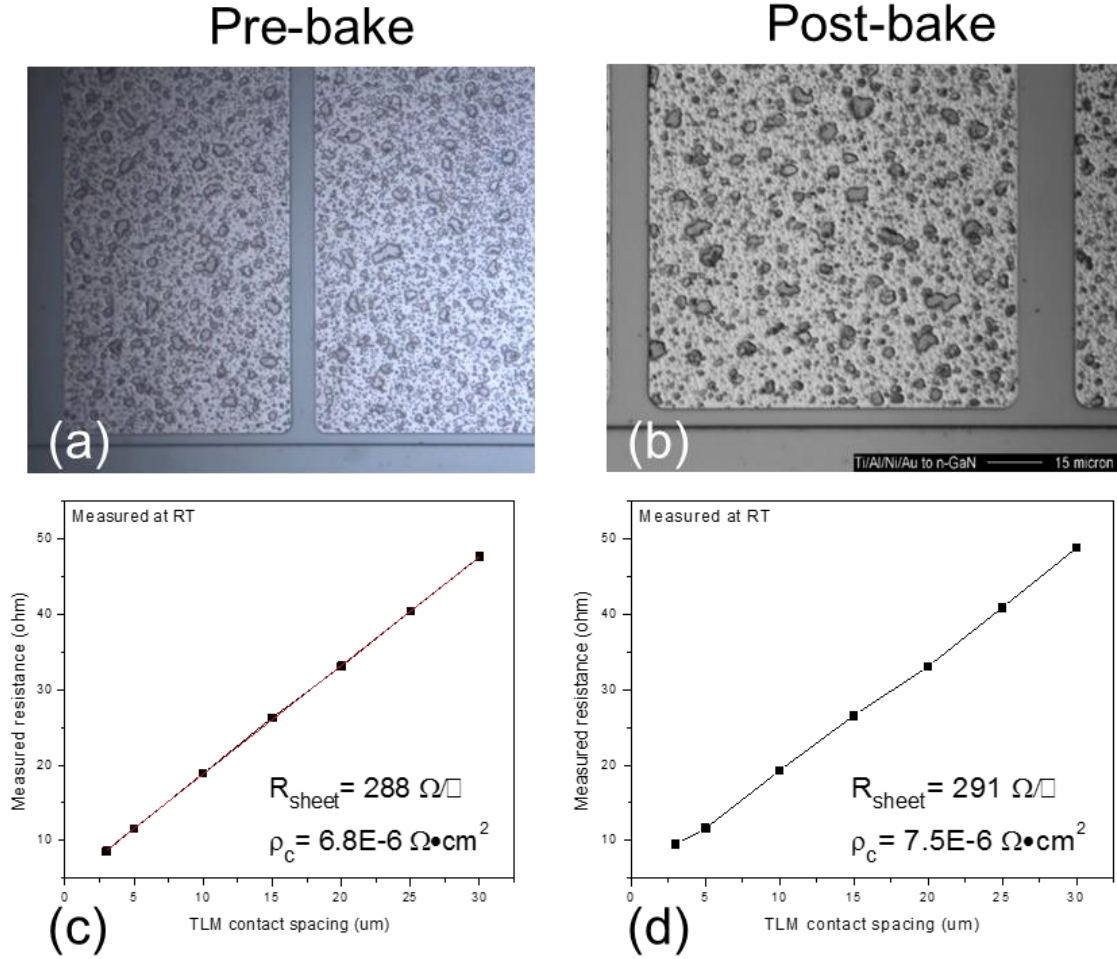 Pre-bake
Post-bake
(a)
(b)
Ti/Al/Ni/Au to n-GaN
15 micron
Measured at RT
50
40
30
20
10
Measured resistance (ohm)
R_sheet = 288 Ω/□
ρ_c = 6.8E-6 Ω•cm²
0 5 10 15 20 25 30
TLM contact spacing (um)
(c)
Measured at RT
50
40
30
20
10
Measured resistance (ohm)
R_sheet = 291 Ω/□
ρ_c = 7.5E-6 Ω•cm²
0 5 10 15 20 25 30
TLM contact spacing (um)
(d)